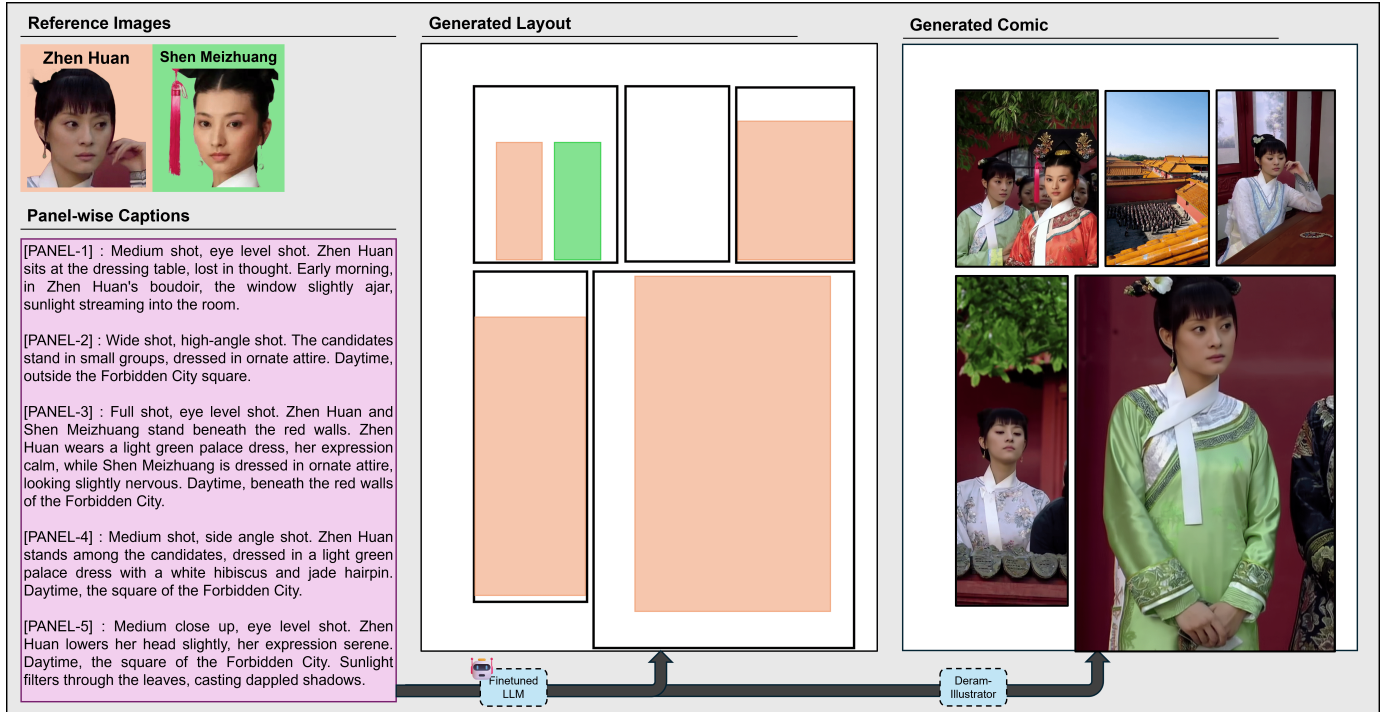 Reference Images
Zhen Huan
Shen Meizhuang
Panel-wise Captions
[PANEL-1] : Medium shot, eye level shot. Zhen Huan
sits at the dressing table, lost in thought. Early morning,
in Zhen Huan's boudoir, the window slightly ajar,
sunlight streaming into the room.
[PANEL-2] : Wide shot, high-angle shot. The candidates
stand in small groups, dressed in ornate attire. Daytime,
outside the Forbidden City square.
[PANEL-3] : Full shot, eye level shot. Zhen Huan and
Shen Meizhuang stand beneath the red walls. Zhen
Huan wears a light green palace dress, her expression
calm, while Shen Meizhuang is dressed in ornate attire,
looking slightly nervous. Daytime, beneath the red walls
of the Forbidden City.
[PANEL-4] : Medium shot, side angle shot. Zhen Huan
stands among the candidates, dressed in a light green
palace dress with a white hibiscus and jade hairpin.
Daytime, the square of the Forbidden City.
[PANEL-5] : Medium close up, eye level shot. Zhen
Huan lowers her head slightly, her expression serene.
Daytime, the square of the Forbidden City. Sunlight
filters through the leaves, casting dappled shadows.
Generated Layout
Finetuned
LLM
Generated Comic
Deram-
Illustrator